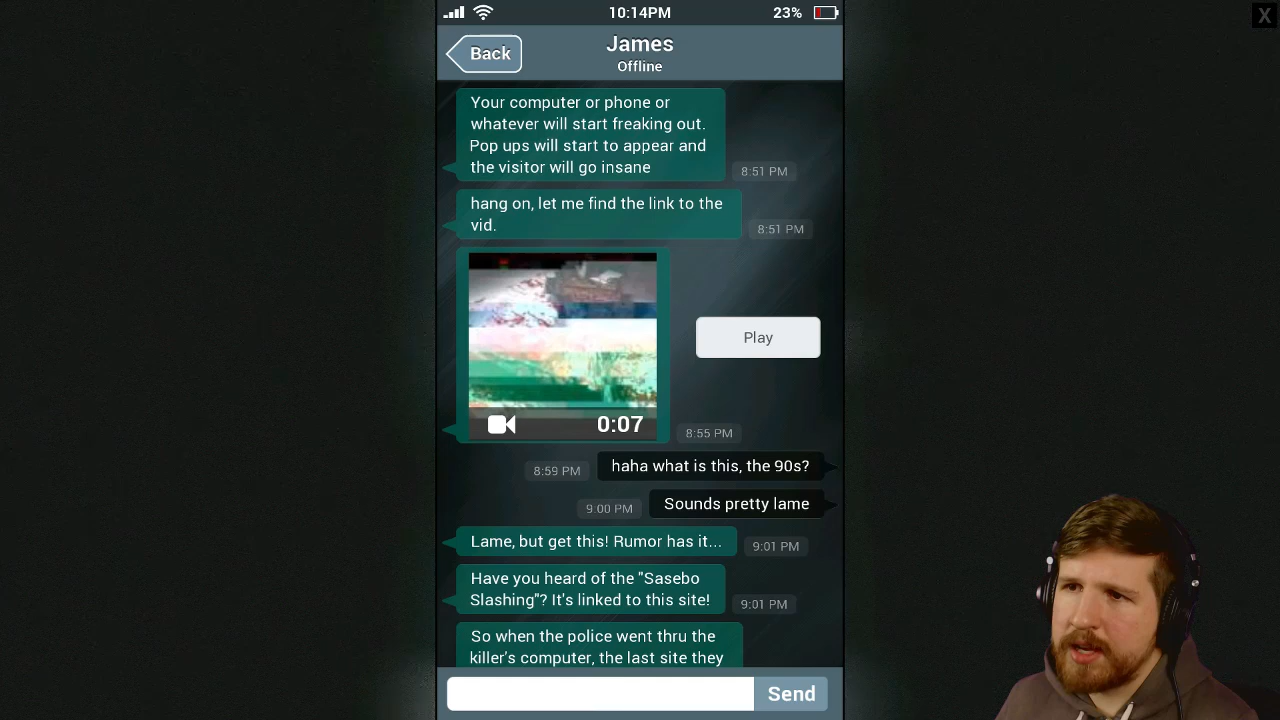 10:14PM
23%
X
Back
James
Offline
Your computer or phone or
whatever will start freaking out.
Pop ups will start to appear and
the visitor will go insane
8:51 PM
hang on, let me find the link to the
vid.
8:51 PM
Play
0:07
8:55 PM
8:59 PM
haha what is this, the 90s?
9:00 PM
Sounds pretty lame
Lame, but get this! Rumor has it...
9:01 PM
Have you heard of the "Sasebo
Slashing"? It's linked to this site!
9:01 PM
So when the police went thru the
killer's computer, the last site they
Send